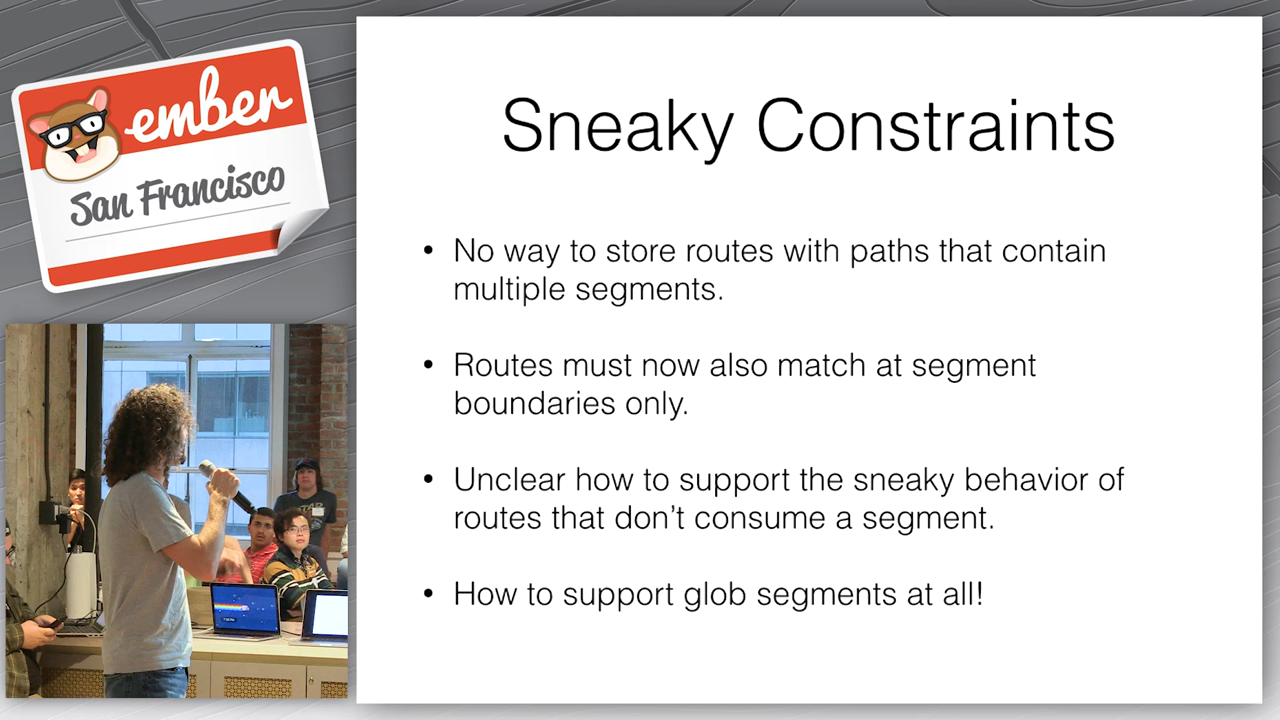 ember
San Francisco
Sneaky Constraints
• No way to store routes with paths that contain
multiple segments.
• Routes must now also match at segment
boundaries only.
• Unclear how to support the sneaky behavior of
routes that don’t consume a segment.
• How to support glob segments at all!